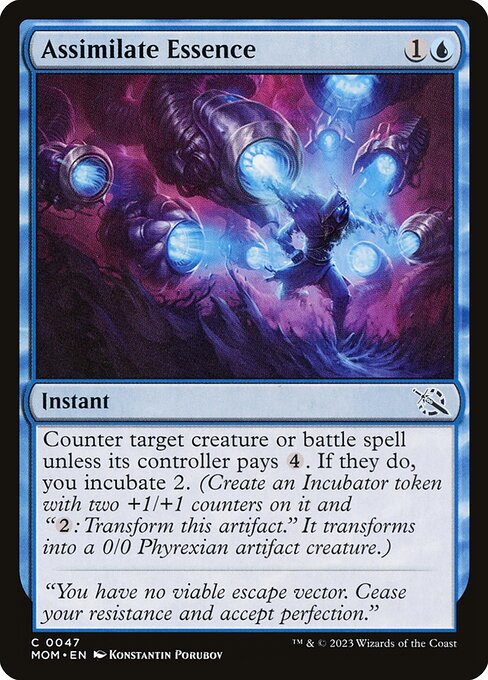 Assimilate Essence 1
Instant
Counter target creature or battle spell
unless its controller pays 4. If they do,
you incubate 2. (Create an Incubator token
with two +1/+1 counters on it and
“2: Transform this artifact.” It transforms
into a 0/0 Phyrexian artifact creature.)
“You have no viable escape vector. Cease
your resistance and accept perfection.”
C 0047
MOM • EN Konstantin Porubov
™ & © 2023 Wizards of the Coast